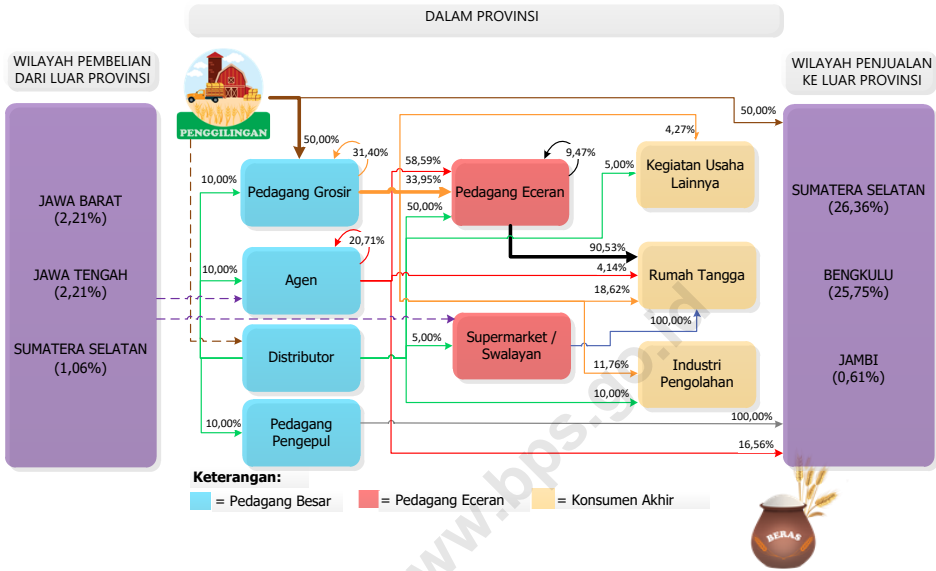 DALAM PROVINSI
WILAYAH PEMBELIAN
DARI LUAR PROVINSI
WILAYAH PENJUALAN
KE LUAR PROVINSI
PENGGILINGAN
50,00%
50,00%
4,27%
31,40%
58,59%
9,47%
5,00%
10,00%
33,95%
50,00%
Pedagang Grosir
Pedagang Eceran
Kegiatan Usaha
Lainnya
JAWA BARAT
(2,21%)
SUMATERA SELATAN
(26,36%)
20,71%
90,53%
10,00%
4,14%
Agen
Rumah Tangga
18,62%
JAWA TENGAH
(2,21%)
BENGKULU
(25,75%)
100,00%
SUMATERA SELATAN
(1,06%)
Distributor
5,00%
Supermarket /
Swalayan
11,76%
Industri
Pengolahan
10,00%
JAMBI
(0,61%)
10,00%
Pedagang
Pengepul
100,00%
16,56%
Keterangan:
= Pedagang Besar
= Pedagang Eceran
= Konsumen Akhir
BERAS
www.bps.go.id